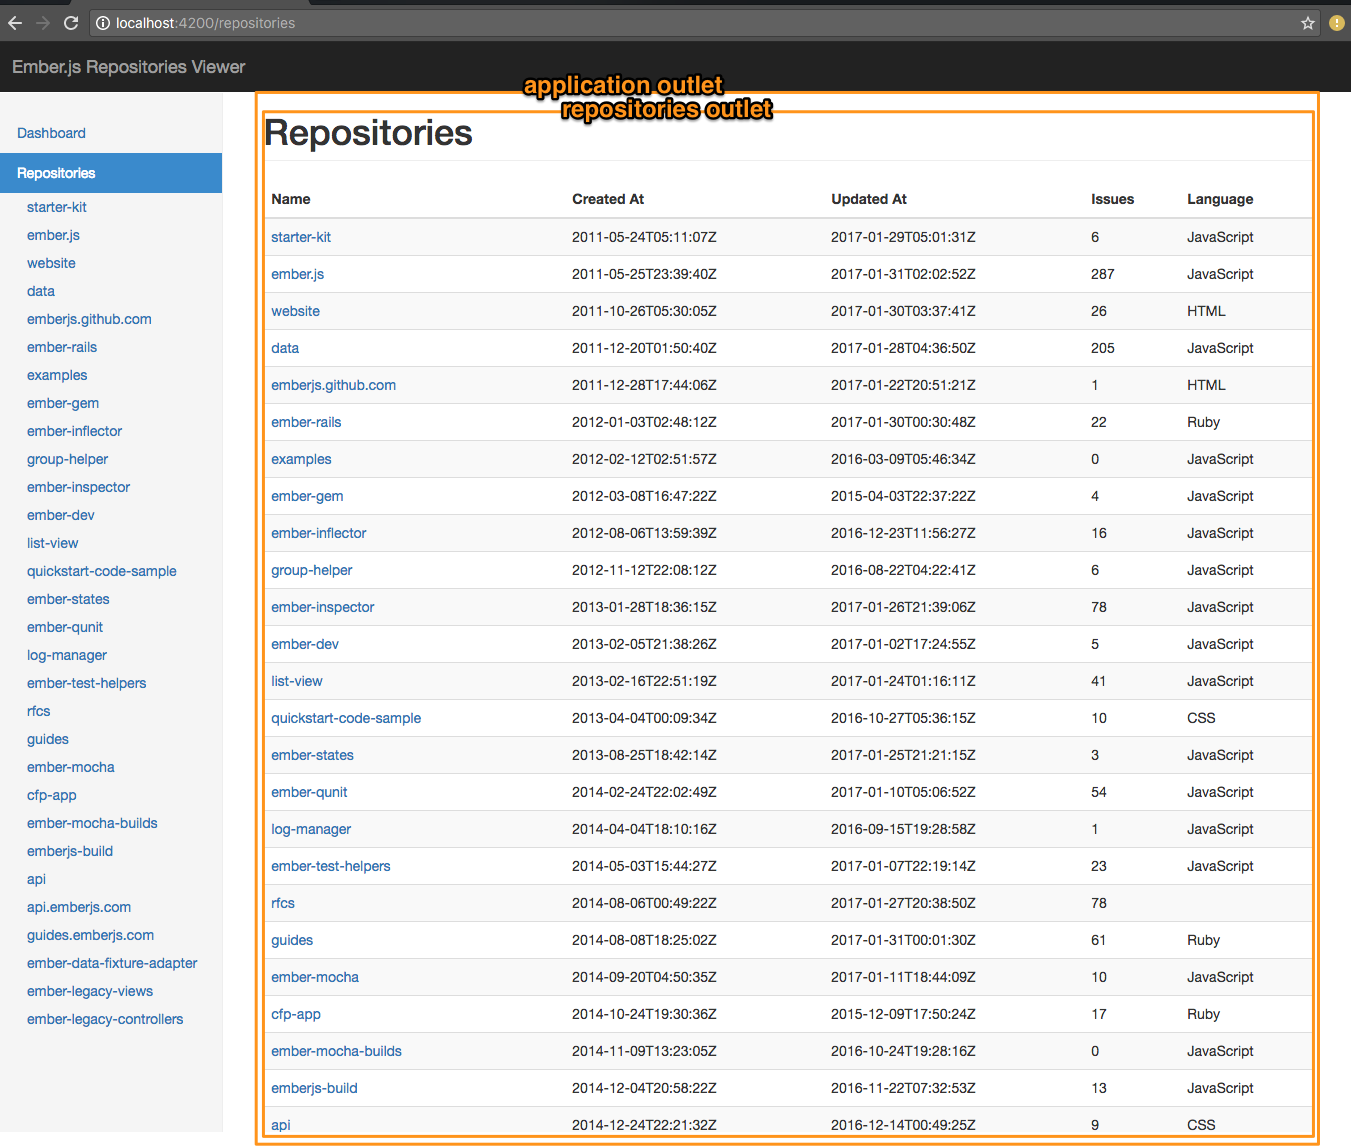 localhost:4200/repositories
Ember.js Repositories Viewer
application outlet
repositories outlet
Dashboard
Repositories
starter-kit
ember.js
website
data
emberjs.github.com
ember-rails
examples
ember-gem
ember-inflector
group-helper
ember-inspector
ember-dev
list-view
quickstart-code-sample
ember-states
ember-qunit
log-manager
ember-test-helpers
rfcs
guides
ember-mocha
cfp-app
ember-mocha-builds
emberjs-build
api
api.emberjs.com
guides.emberjs.com
ember-data-fixture-adapter
ember-legacy-views
ember-legacy-controllers
Repositories
Name Created At Updated At Issues Language
starter-kit 2011-05-24T05:11:07Z 2017-01-29T05:01:31Z 6 JavaScript
ember.js 2011-05-25T23:39:40Z 2017-01-31T02:02:52Z 287 JavaScript
website 2011-10-26T05:30:05Z 2017-01-30T03:37:41Z 26 HTML
data 2011-12-20T01:50:40Z 2017-01-28T04:36:50Z 205 JavaScript
emberjs.github.com 2011-12-28T17:44:06Z 2017-01-22T20:51:21Z 1 HTML
ember-rails 2012-01-03T02:48:12Z 2017-01-30T00:30:48Z 22 Ruby
examples 2012-02-12T02:51:57Z 2016-03-09T05:46:34Z 0 JavaScript
ember-gem 2012-03-08T16:47:22Z 2015-04-03T22:37:22Z 4 JavaScript
ember-inflector 2012-08-06T13:59:39Z 2016-12-23T11:56:27Z 16 JavaScript
group-helper 2012-11-12T22:08:12Z 2016-08-22T04:22:41Z 6 JavaScript
ember-inspector 2013-01-28T18:36:15Z 2017-01-26T21:39:06Z 78 JavaScript
ember-dev 2013-02-05T21:38:26Z 2017-01-02T17:24:55Z 5 JavaScript
list-view 2013-02-16T22:51:19Z 2017-01-24T01:16:11Z 41 JavaScript
quickstart-code-sample 2013-04-04T00:09:34Z 2016-10-27T05:36:15Z 10 CSS
ember-states 2013-08-25T18:42:14Z 2017-01-25T21:21:15Z 3 JavaScript
ember-qunit 2014-02-24T22:02:49Z 2017-01-10T05:06:52Z 54 JavaScript
log-manager 2014-04-04T18:10:16Z 2016-09-15T19:28:58Z 1 JavaScript
ember-test-helpers 2014-05-03T15:44:27Z 2017-01-07T22:19:14Z 23 JavaScript
rfcs 2014-08-06T00:49:22Z 2017-01-27T20:38:50Z 78
guides 2014-08-08T18:25:02Z 2017-01-31T00:01:30Z 61 Ruby
ember-mocha 2014-09-20T04:50:35Z 2017-01-11T18:44:09Z 10 JavaScript
cfp-app 2014-10-24T19:30:36Z 2015-12-09T17:50:24Z 17 Ruby
ember-mocha-builds 2014-11-09T13:23:05Z 2016-10-24T19:28:16Z 0 JavaScript
emberjs-build 2014-12-04T20:58:22Z 2016-11-22T07:32:53Z 13 JavaScript
api 2014-12-24T22:21:32Z 2016-12-14T00:49:25Z 9 CSS